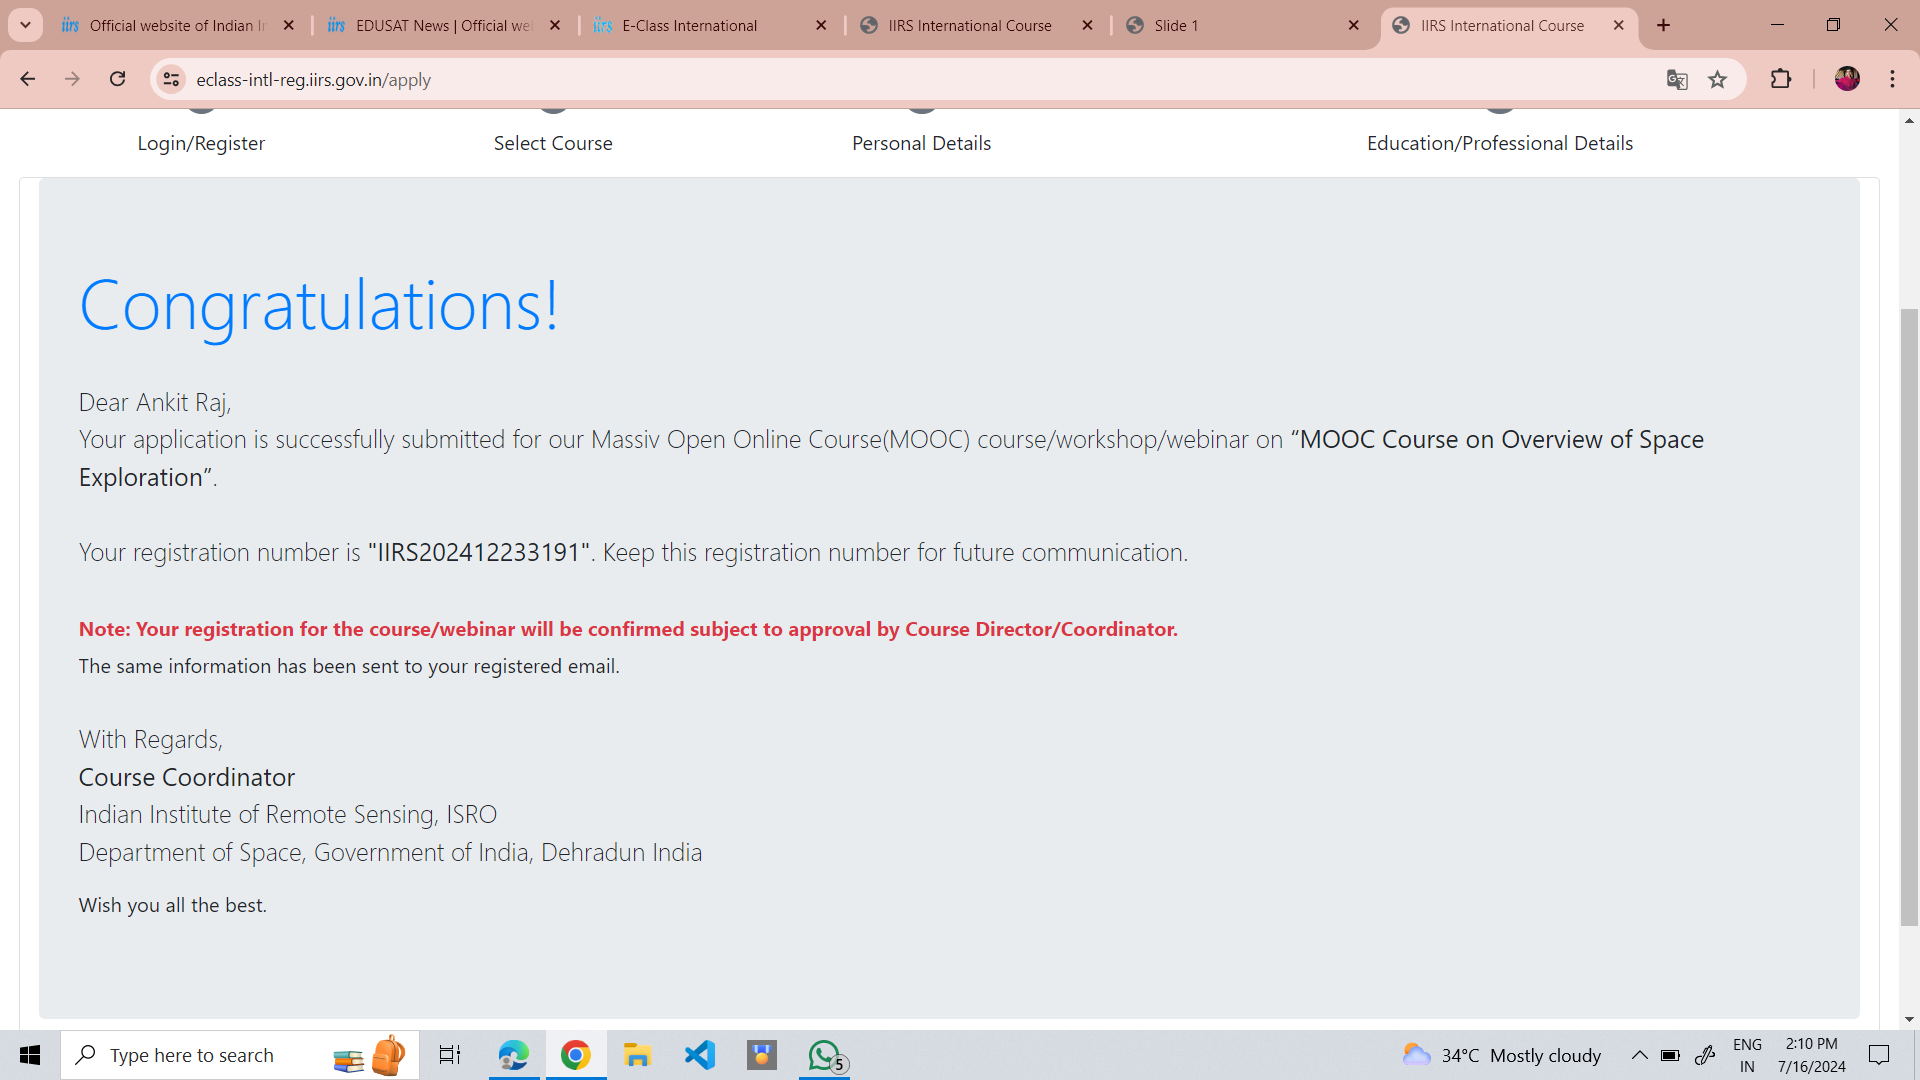 Official website of Indian In
EDUSAT News | Official we
E-Class International
IIRS International Course
Slide 1
IIRS International Course
eclass-intl-reg.iirs.gov.in/apply
Login/Register
Select Course
Personal Details
Education/Professional Details
Congratulations!
Dear Ankit Raj,
Your application is successfully submitted for our Massiv Open Online Course(MOOC) course/workshop/webinar on “MOOC Course on Overview of Space
Exploration”.
Your registration number is "IIRS202412233191". Keep this registration number for future communication.
Note: Your registration for the course/webinar will be confirmed subject to approval by Course Director/Coordinator.
The same information has been sent to your registered email.
With Regards,
Course Coordinator
Indian Institute of Remote Sensing, ISRO
Department of Space, Government of India, Dehradun India
Wish you all the best.
Type here to search
5
34°C Mostly cloudy
ENG
IN
2:10 PM
7/16/2024